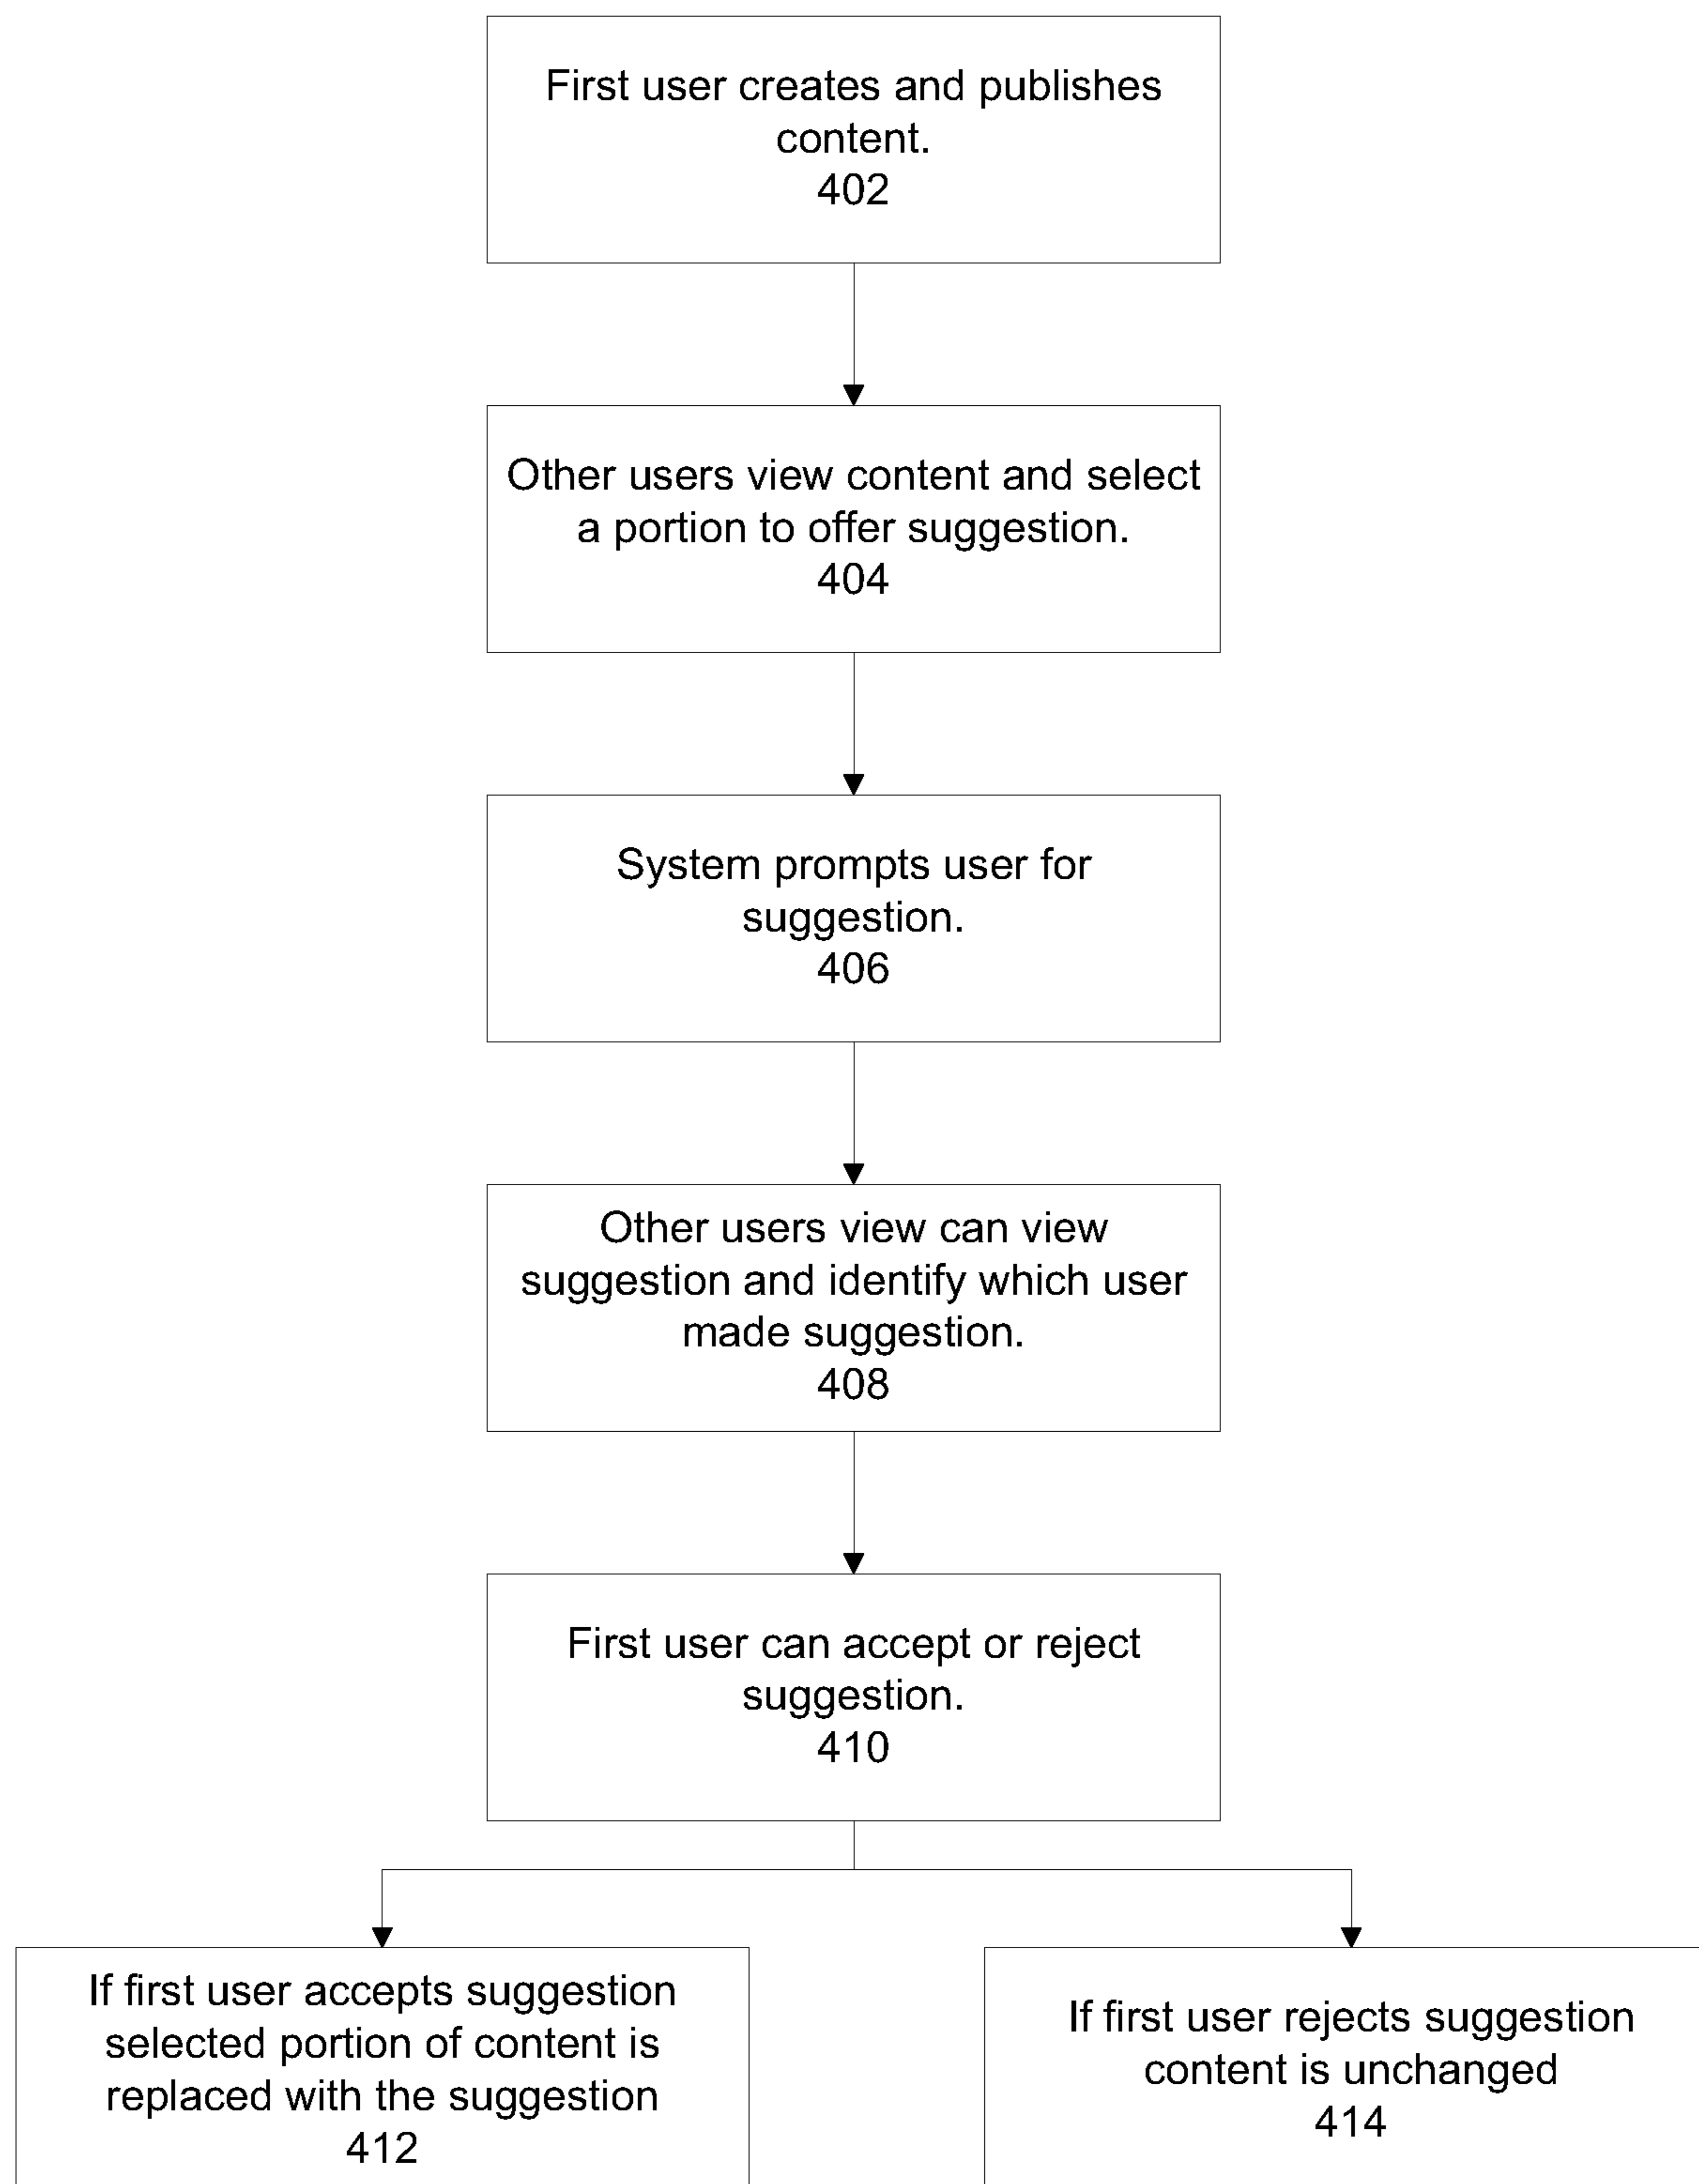 First user creates and publishes
content.
402
Other users view content and select
a portion to offer suggestion.
404
System prompts user for
suggestion.
406
Other users view can view
suggestion and identify which user
made suggestion.
408
First user can accept or reject
suggestion.
410
If first user accepts suggestion
selected portion of content is
replaced with the suggestion
412
If first user rejects suggestion
content is unchanged
414